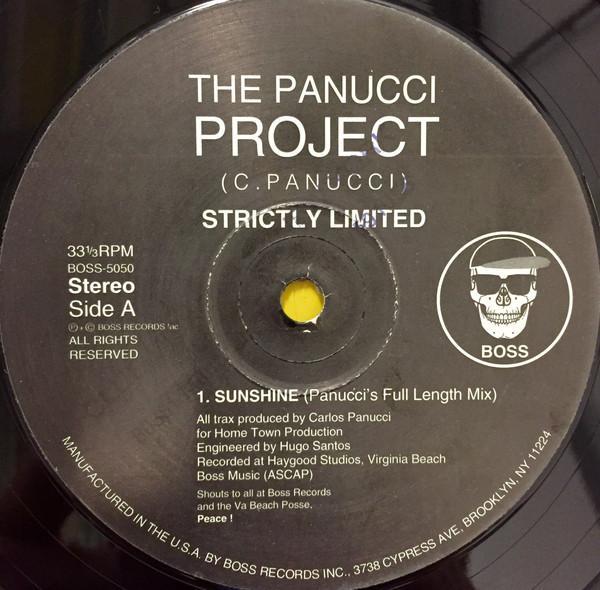 THE PANUCCI
PROJECT
(C.PANUCCI)
STRICTLY LIMITED
33⅓RPM
BOSS-5050
Stereo
Side A
Ⓟ+© BOSS RECORDS Inc
ALL RIGHTS
RESERVED
BOSS
1. SUNSHINE (Panucci's Full Length Mix)
All trax produced by Carlos Panucci
for Home Town Production
Engineered by Hugo Santos
Recorded at Haygood Studios, Virginia Beach
Boss Music (ASCAP)
Shouts to all at Boss Records
and the Va Beach Posse.
Peace !
MANUFACTURED IN THE U.S.A. BY BOSS RECORDS INC., 3738 CYPRESS AVE, BROOKLYN. NY 11224